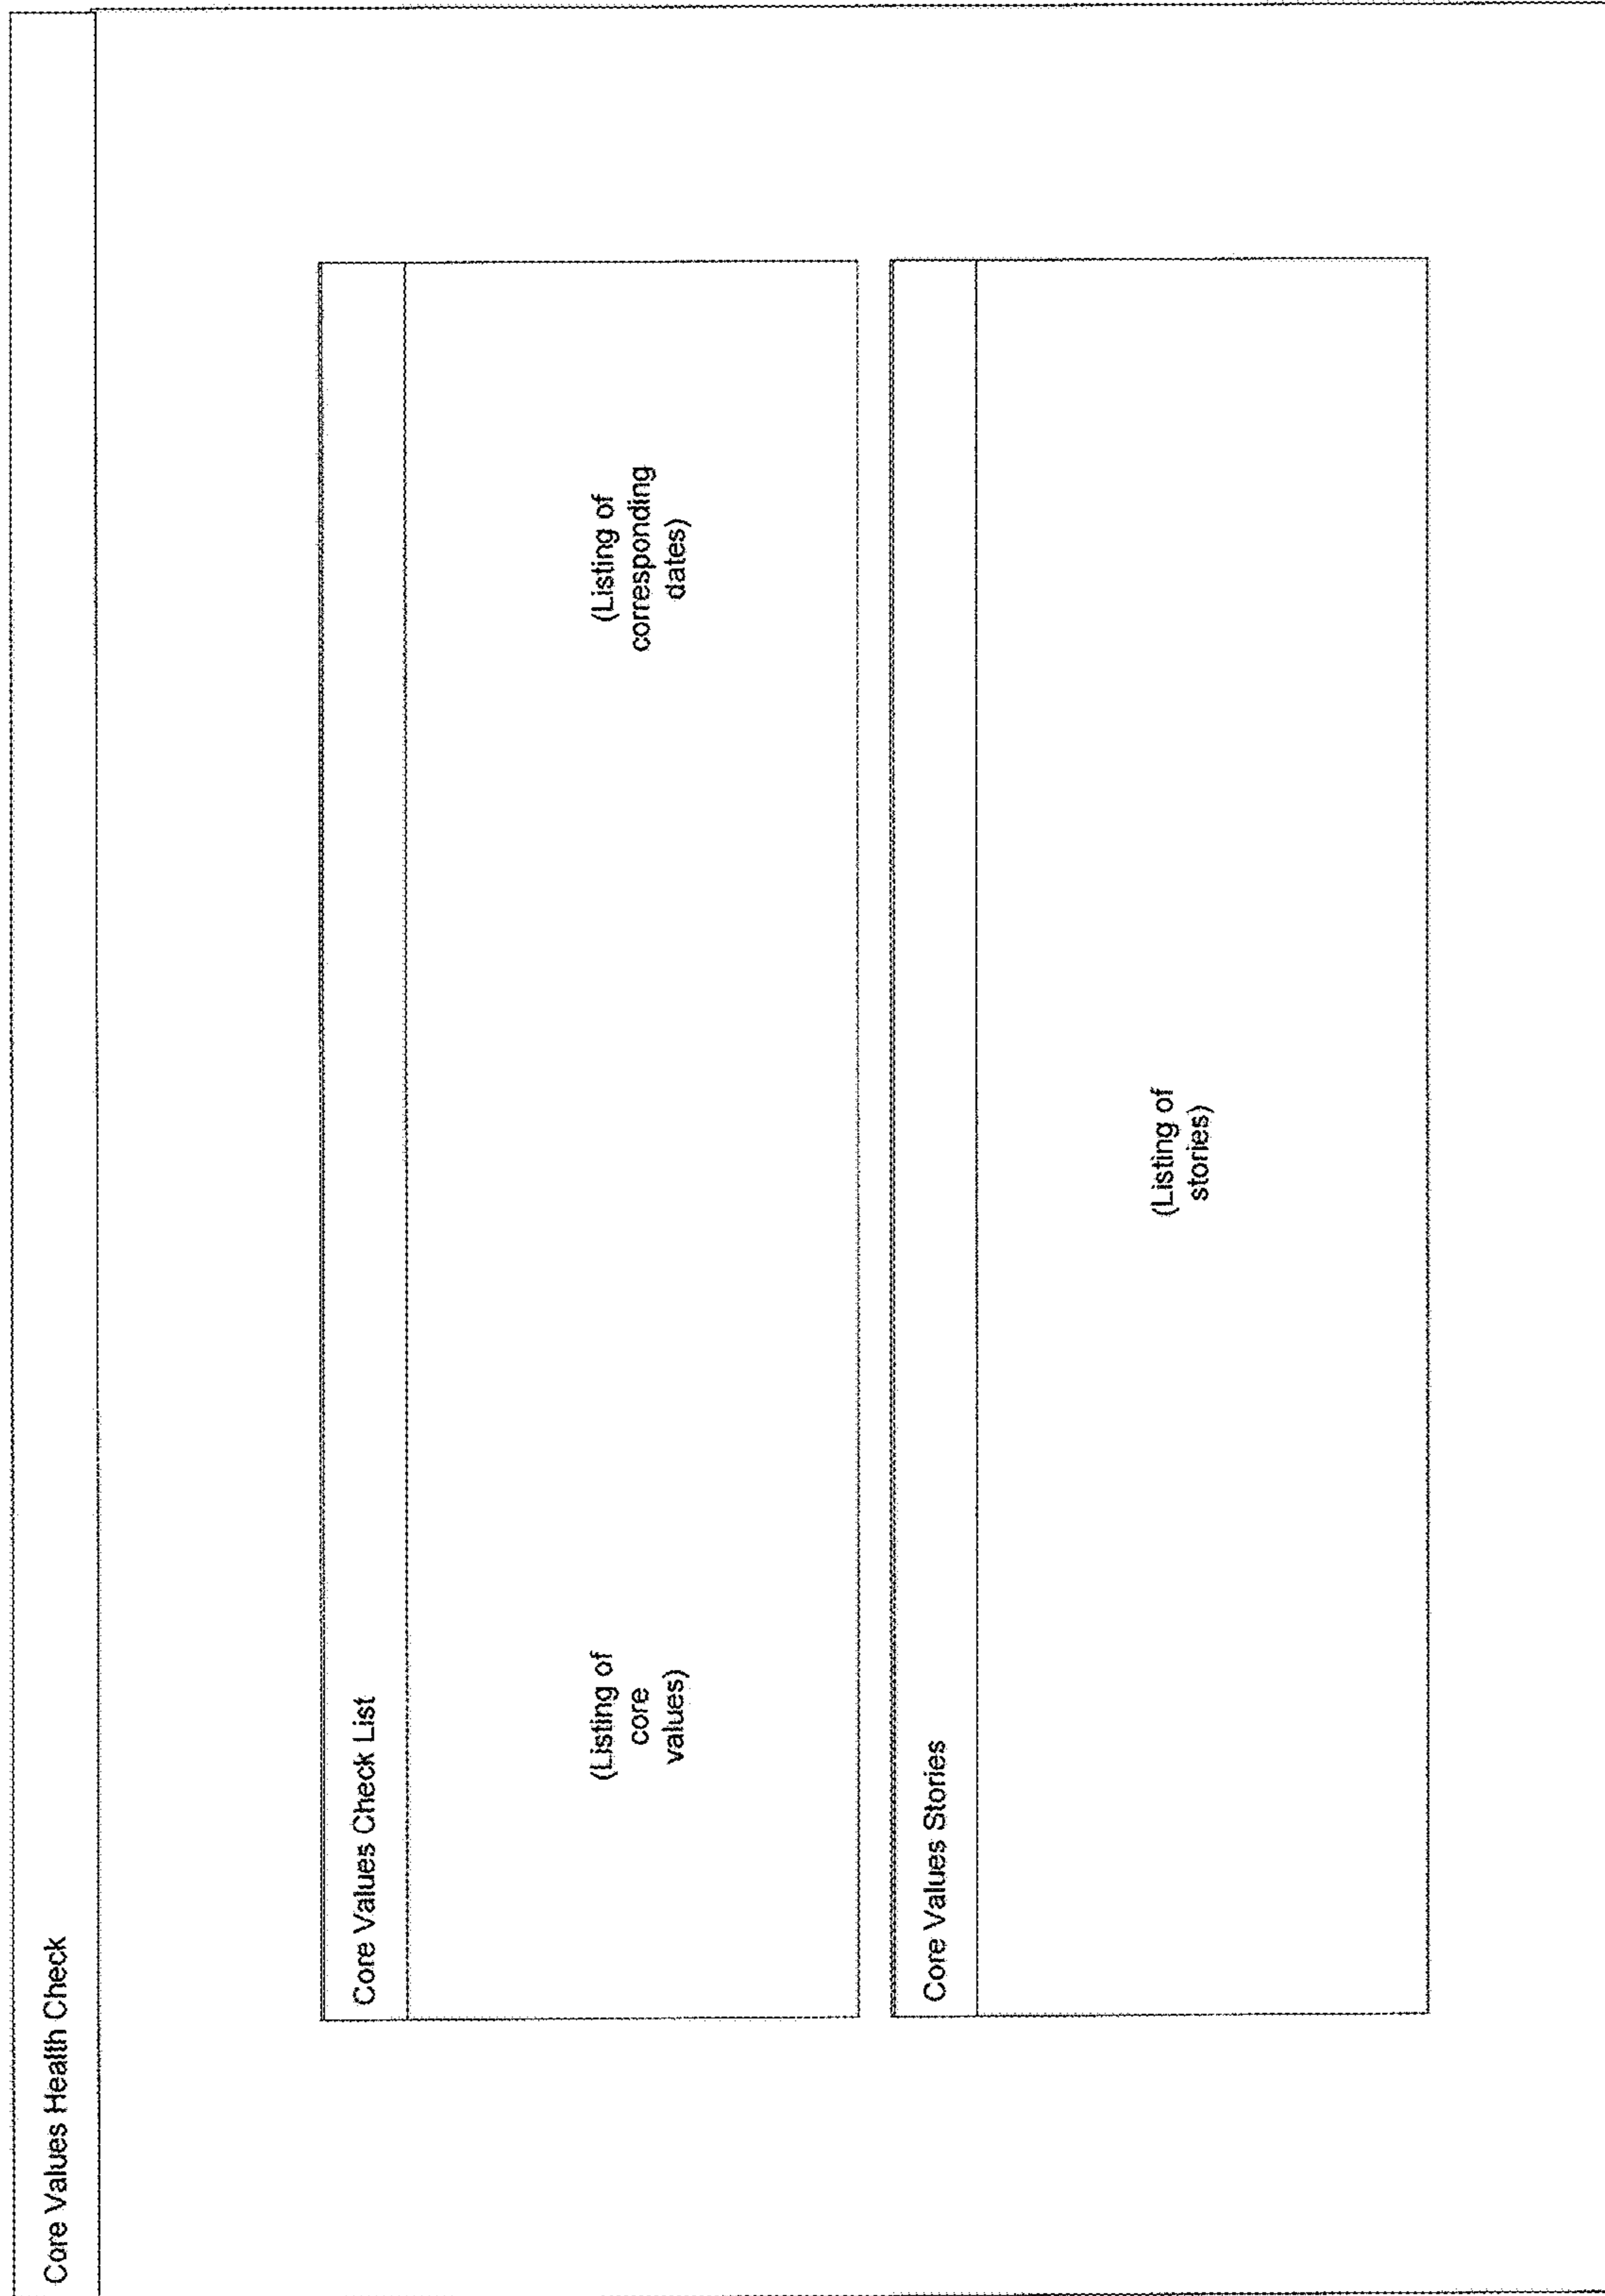 Core Values Health Check
Core Values Check List
(Listing of
core
values)
(Listing of
corresponding
dates)
Core Values Stories
(Listing of
stories)